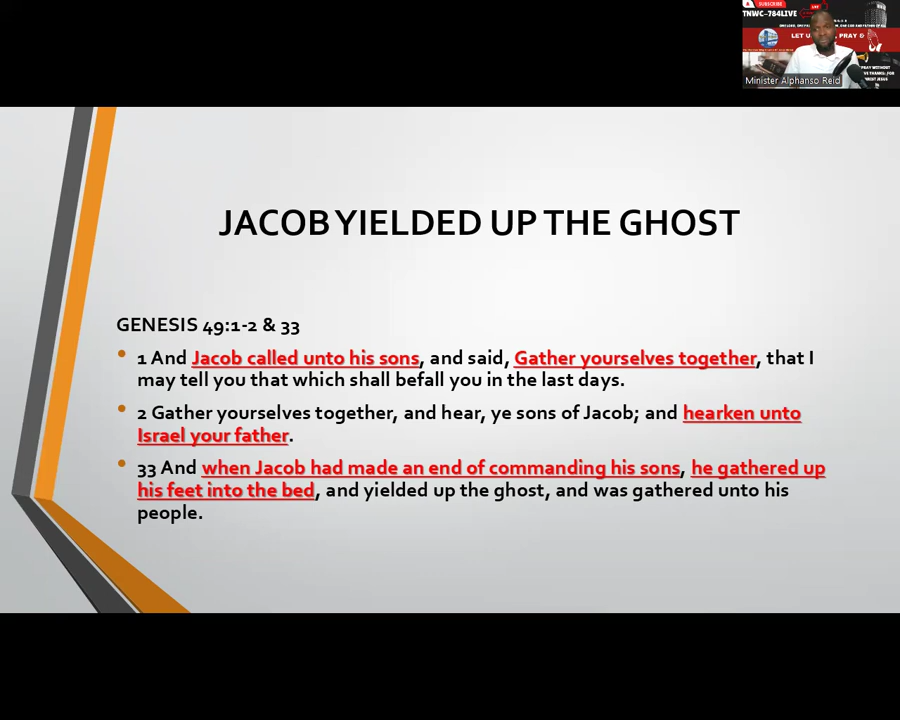 SUBSCRIBE
LIVE
TNWC-784LIVE
LET U
PRAY &
PRAY WITHOUT
Minister Alphanso Reid
JACOB YIELDED UP THE GHOST
GENESIS 49:1-2 & 33
1 And Jacob called unto his sons, and said, Gather yourselves together, that I
may tell you that which shall befall you in the last days.
2 Gather yourselves together, and hear, ye sons of Jacob; and hearken unto
Israel your father.
33 And when Jacob had made an end of commanding his sons, he gathered up
his feet into the bed, and yielded up the ghost, and was gathered unto his
people.